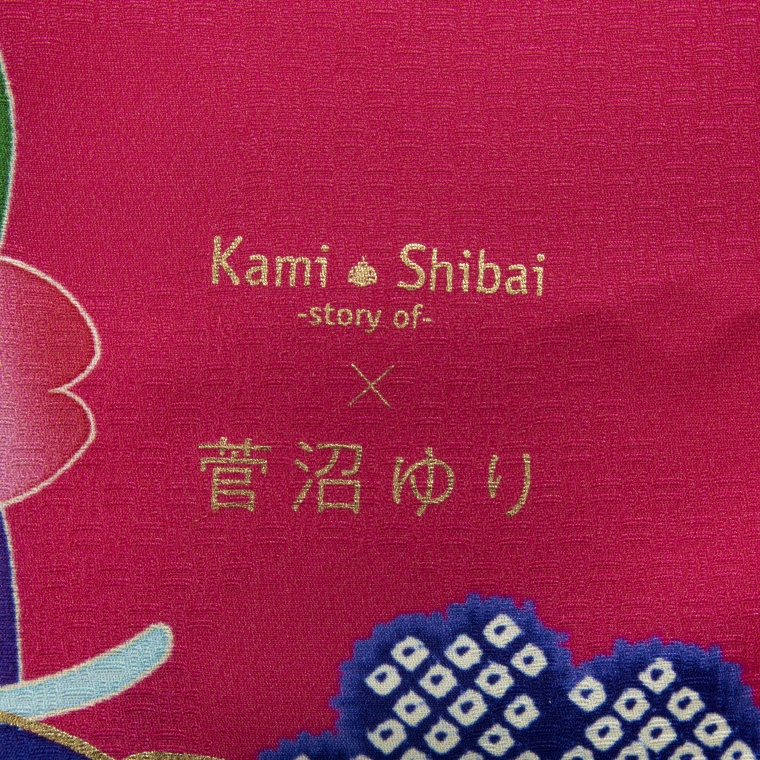 Kami Shibai
-story of-
×
菅沼ゆり